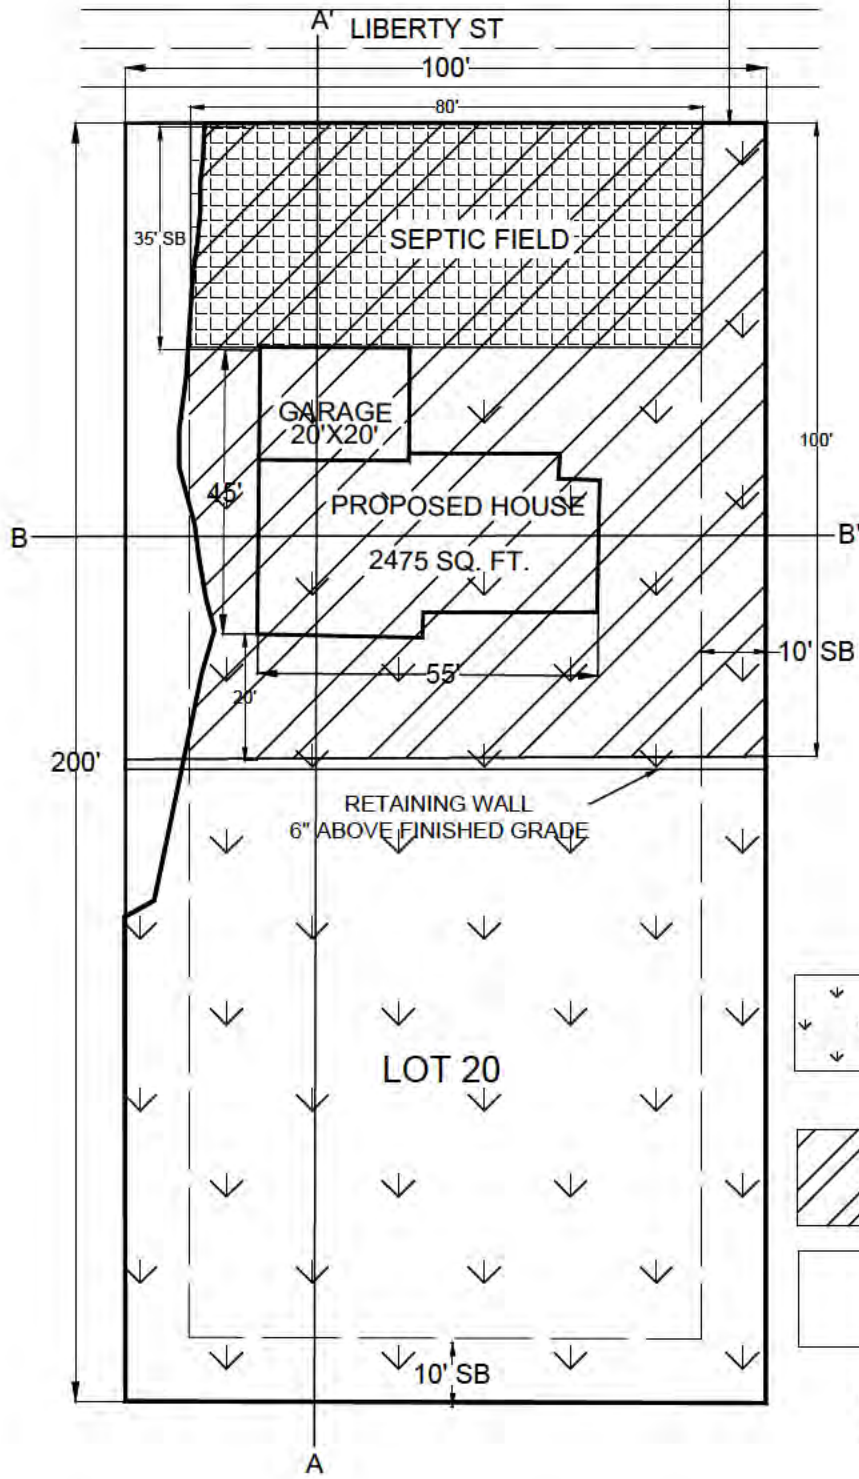 A'
LIBERTY ST
100'
80'
35' SB
SEPTIC FIELD
GARAGE
20'X20'
100'
45'
PROPOSED HOUSE
B
B'
2475 SQ. FT.
10' SB
55'
20'
200'
RETAINING WALL
6" ABOVE FINISHED GRADE
LOT 20
10' SB
A